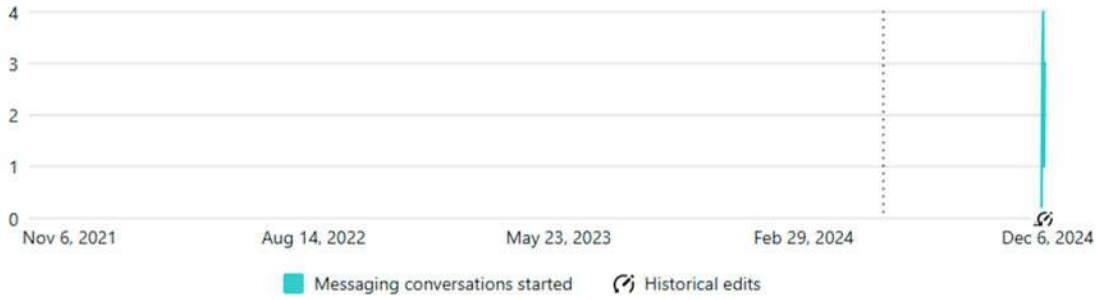 4
3
2
1
0
Nov 6, 2021 Aug 14, 2022 May 23, 2023 Feb 29, 2024 Dec 6, 2024
Messaging conversations started Historical edits